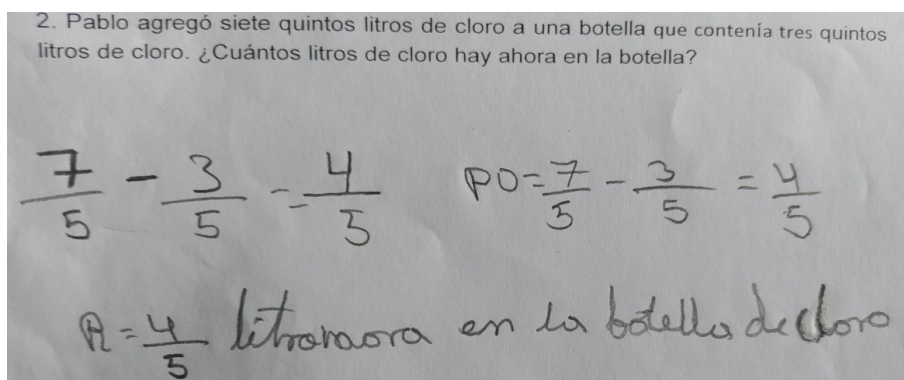 2. Pablo agregó siete quintos litros de cloro a una botella que contenía tres quintos
litros de cloro. ¿Cuántos litros de cloro hay ahora en la botella?
7/5 - 3/5 = 4/5 PO = 7/5 - 3/5 = 4/5
R = 4/5 en la botella de cloro